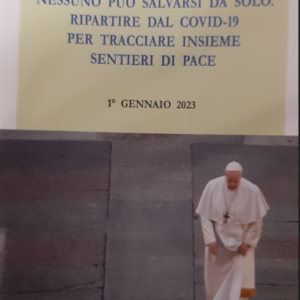 NESSUNO PUÒ SALVARSI DA SOLO.
RIPARTIRE DAL COVID-19
PER TRACCIARE INSIEME
SENTIERI DI PACE
1° GENNAIO 2023